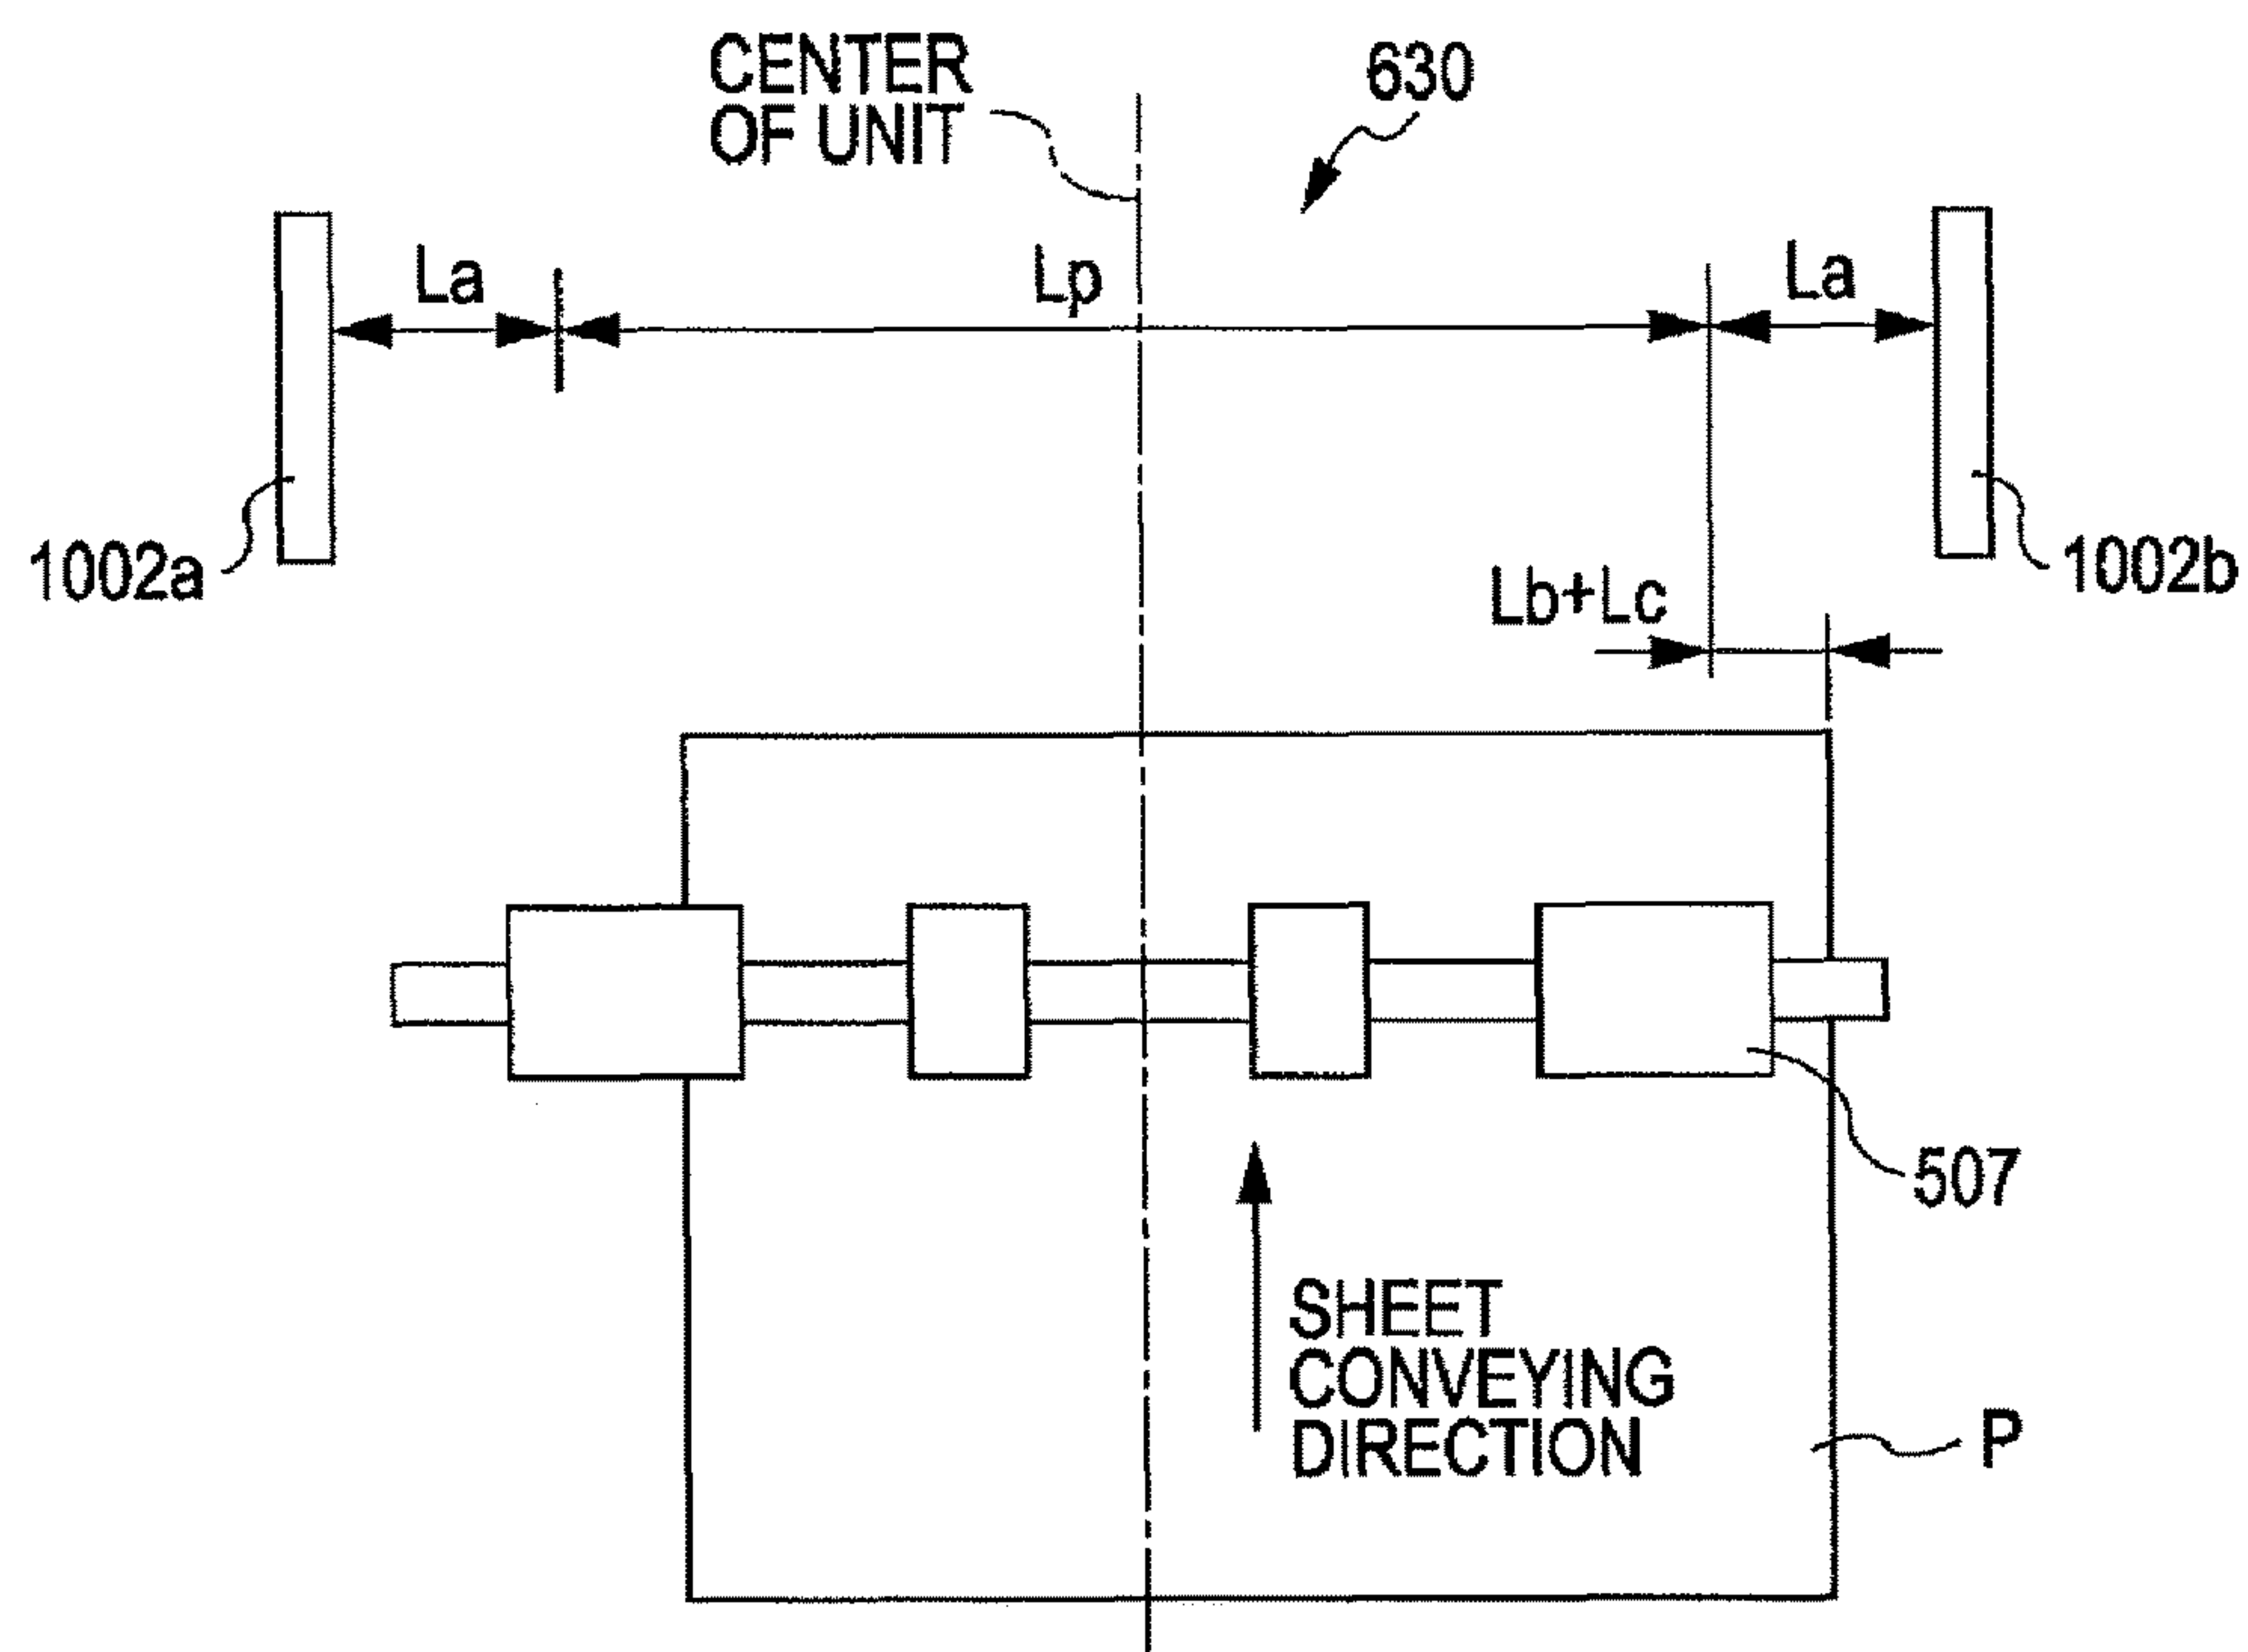 CENTER
OF UNIT
630
La
Lp
La
1002a
1002b
Lb+Lc
507
SHEET
CONVEYING
DIRECTION
P